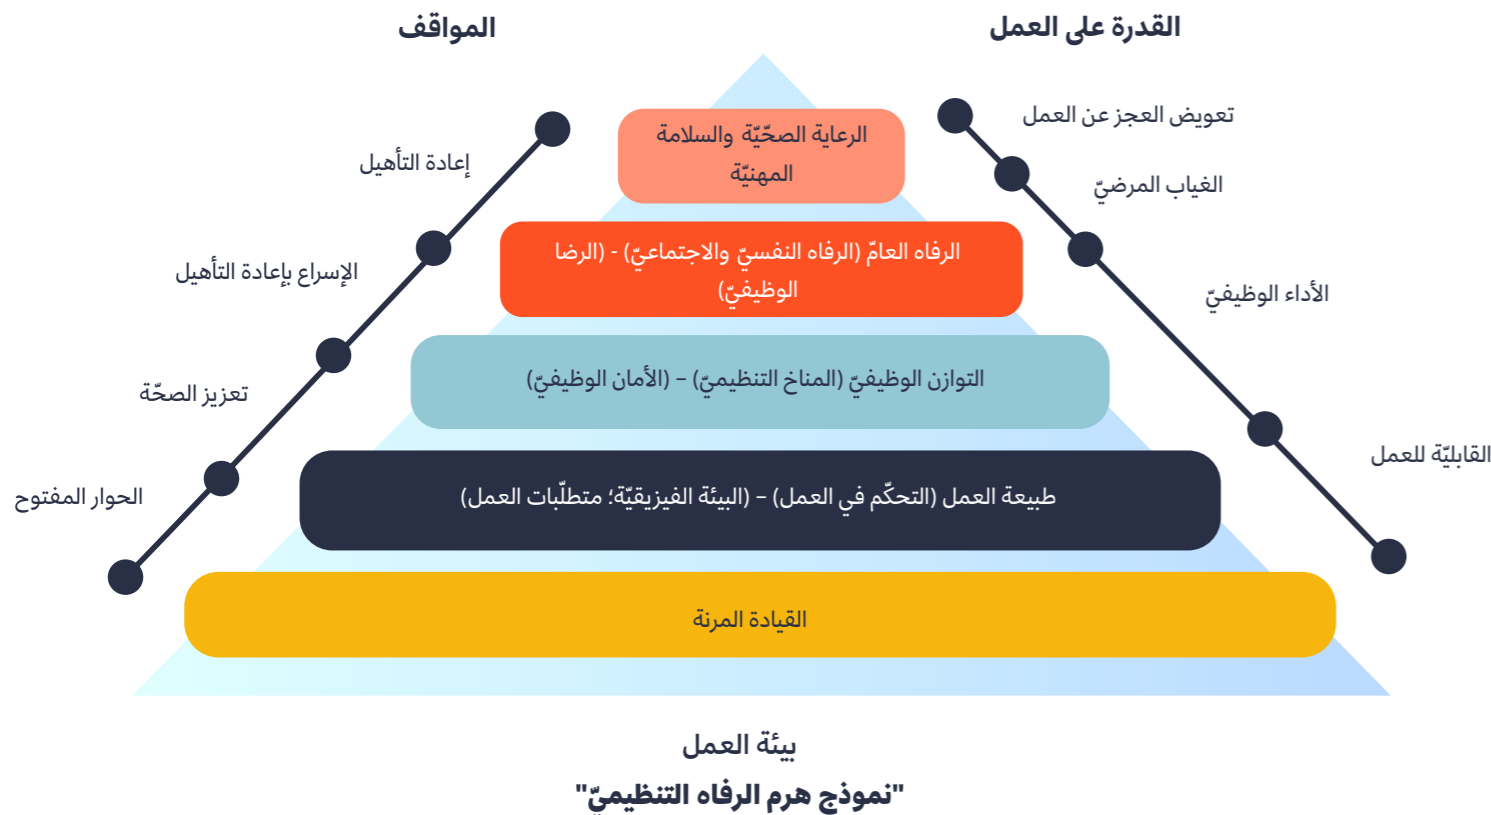 القدرة على العمل
المواقف
تعويض العجز عن العمل
الغياب المرضيّ
الأداء الوظيفيّ
القابليّة للعمل
الرعاية الصحّيّة والسلامة
المهنيّة
الرفاه العامّ (الرفاه النفسيّ والاجتماعيّ) - (الرضا
الوظيفيّ)
التوازن الوظيفيّ (المناخ التنظيميّ) – (الأمان الوظيفيّ)
طبيعة العمل (التحكّم في العمل) – (البيئة الفيزيقيّة؛ متطلّبات العمل)
القيادة المرنة
إعادة التأهيل
الإسراع بإعادة التأهيل
تعزيز الصحّة
الحوار المفتوح
بيئة العمل
"نموذج هرم الرفاه التنظيميّ"